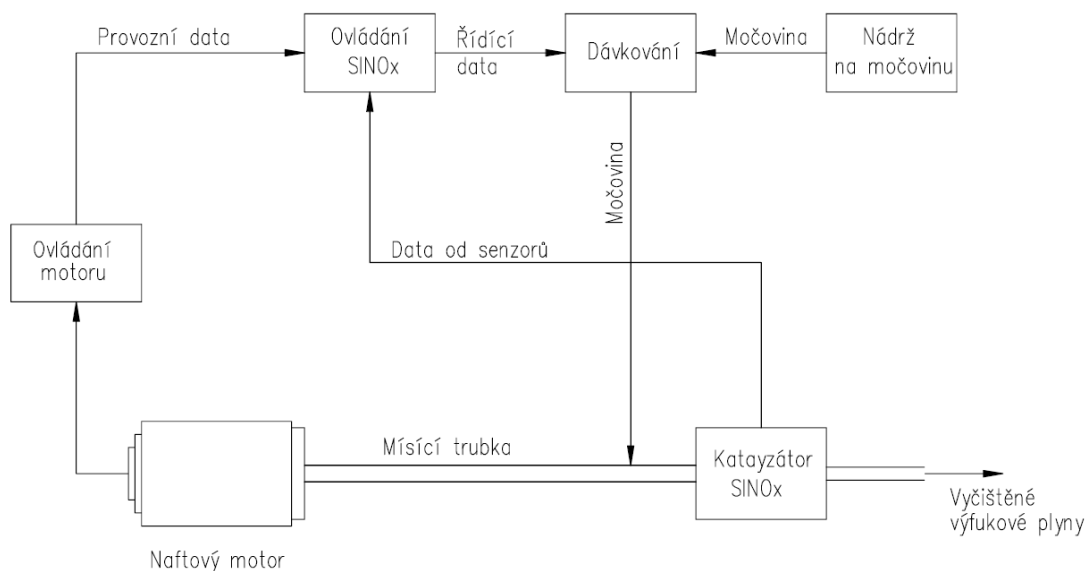 Provozní data
Ovládání
SINOx
Řídící
data
Dávkování
Močovina
Nádrž
na močovinu
Močovina
Ovládání
motoru
Data od senzorů
Mísící trubka
Katayzátor
SINOx
Vyčištěné
výfukové plyny
Naftový motor